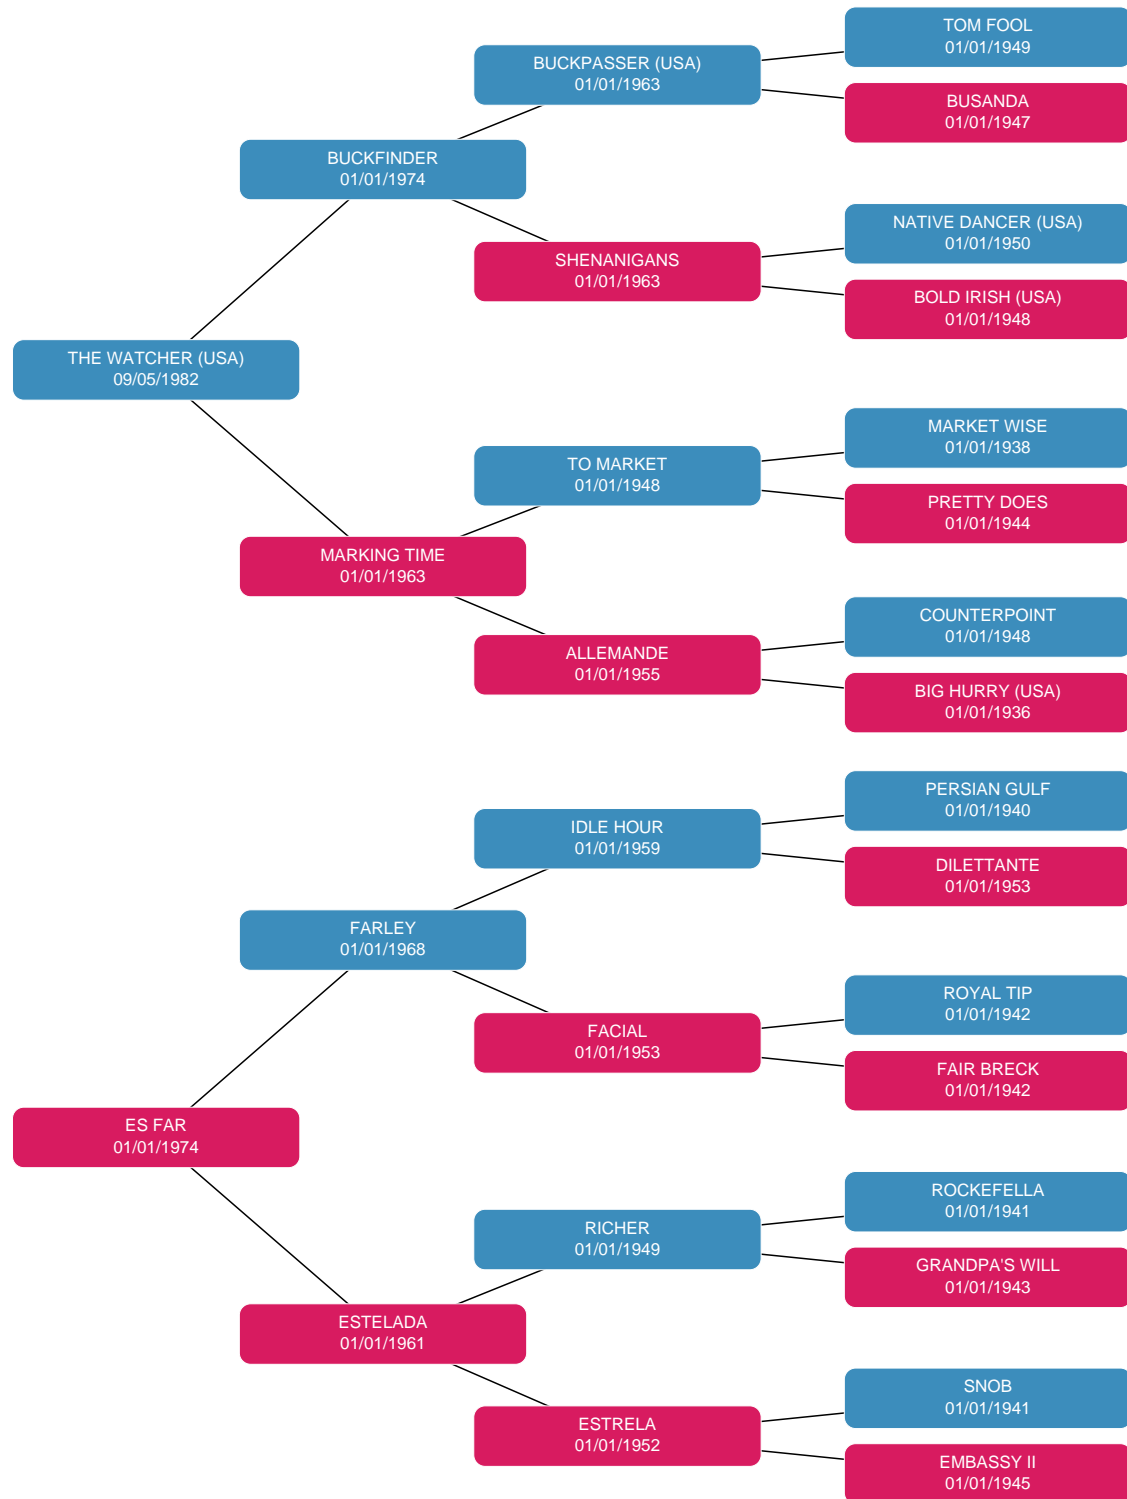 TOM FOOL
01/01/1949
BUCKPASSER (USA)
01/01/1963
BUSANDA
01/01/1947
BUCKFINDER
01/01/1974
NATIVE DANCER (USA)
01/01/1950
SHENANIGANS
01/01/1963
BOLD IRISH (USA)
01/01/1948
THE WATCHER (USA)
09/05/1982
MARKET WISE
01/01/1938
TO MARKET
01/01/1948
PRETTY DOES
01/01/1944
MARKING TIME
01/01/1963
COUNTERPOINT
01/01/1948
ALLEMANDE
01/01/1955
BIG HURRY (USA)
01/01/1936
PERSIAN GULF
01/01/1940
IDLE HOUR
01/01/1959
DILETTANTE
01/01/1953
FARLEY
01/01/1968
ROYAL TIP
01/01/1942
FACIAL
01/01/1953
FAIR BRECK
01/01/1942
ES FAR
01/01/1974
ROCKEFELLA
01/01/1941
RICHER
01/01/1949
GRANDPA'S WILL
01/01/1943
ESTELADA
01/01/1961
SNOB
01/01/1941
ESTRELA
01/01/1952
EMBASSY II
01/01/1945